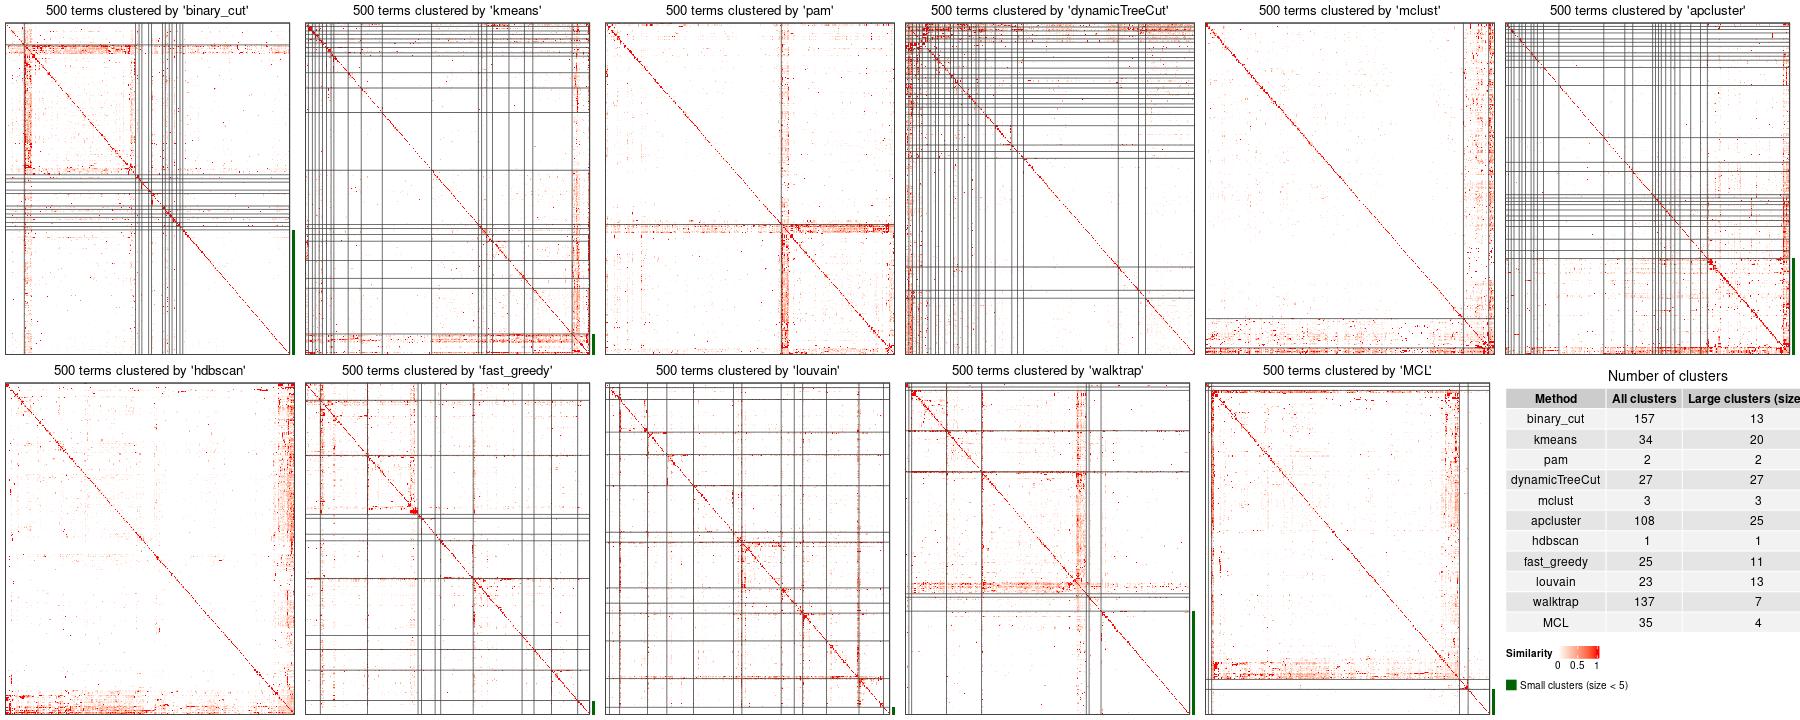 500 terms clustered by 'binary_cut'
500 terms clustered by 'kmeans'
500 terms clustered by 'pam'
500 terms clustered by 'dynamicTreeCut'
500 terms clustered by 'mclust'
500 terms clustered by 'apcluster'
500 terms clustered by 'hdbscan'
500 terms clustered by 'fast_greedy'
500 terms clustered by 'louvain'
500 terms clustered by 'walktrap'
500 terms clustered by 'MCL'
Number of clusters
Method All clusters Large clusters (size
binary_cut 157 13
kmeans 34 20
pam 2 2
dynamicTreeCut 27 27
mclust 3 3
apcluster 108 25
hdbscan 1 1
fast_greedy 25 11
louvain 23 13
walktrap 137 7
MCL 35 4
Similarity
0 0.5 1
Small clusters (size < 5)